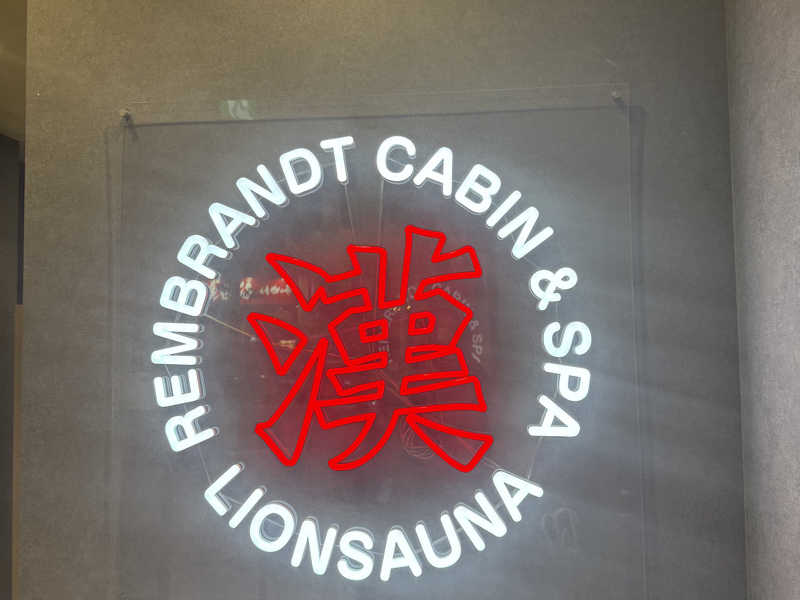 REMBRANDT CABIN & SPA
漢
LIONSAUNA